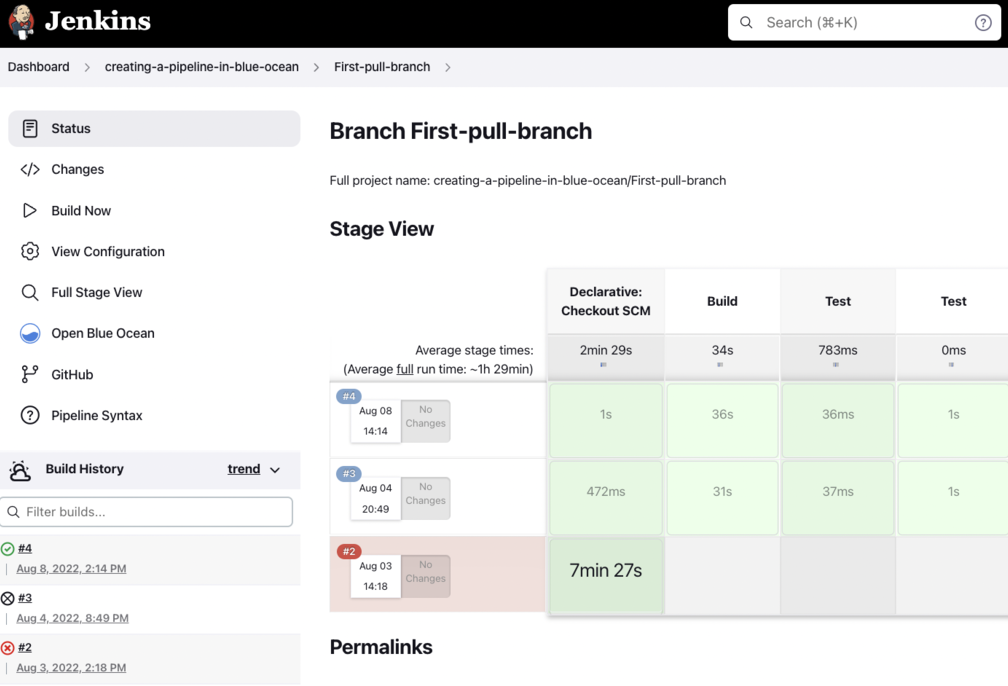 Jenkins
Search (⌘+K)
?
Dashboard
creating-a-pipeline-in-blue-ocean
First-pull-branch
Status
Changes
Build Now
View Configuration
Full Stage View
Open Blue Ocean
GitHub
Pipeline Syntax
Build History
trend
Filter builds...
#4
Aug 8, 2022, 2:14 PM
#3
Aug 4, 2022, 8:49 PM
#2
Aug 3, 2022, 2:18 PM
Branch First-pull-branch
Full project name: creating-a-pipeline-in-blue-ocean/First-pull-branch
Stage View
Declarative:
Checkout SCM
Build
Test
Test
Average stage times:
(Average full run time: ~1h 29min)
2min 29s
34s
783ms
0ms
#4
Aug 08
14:14
No
Changes
1s
36s
36ms
1s
#3
Aug 04
20:49
No
Changes
472ms
31s
37ms
1s
#2
Aug 03
14:18
No
Changes
7min 27s
Permalinks